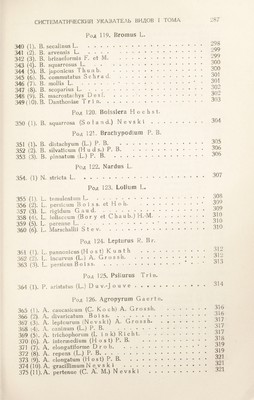 СИСТЕМАТИЧЕСКИЙ УКАЗАТЕЛЬ ВИДОВ I ТОМА. 287
Род 119. Bromus L.
340 (1). B. secalinus L. 298
341 (2). B. arvensis L. 299
342 (3). B. brizaeformis F. et M. 299
343 (4). B. squarrosus L. 300
344 (5). B. japonicus Thunb. 300
345 (6). B. commutatus Schrad. 301
346 (7). B. mollis L. 301
347 (8). B. scoparius L. 302
348 (9). B. macrostachys Desf. 302
349 (10). B. Danthoniae Trin. 303
Род 120. Boissiera Hochst.
350 (1). B. squarrosa (Soland.) Nevski 304
Род 121. Brachypodium P. B.
351 (1). B. distachyum (L.) P. B. 305
352 (2). B. silvaticum (Huds.) P. B. 306
353 (3). B. pinnatum (L.) P. B. 306
Род 122. Nardus L.
354. (1) N. stricta L. 307
Род 123. Lolium L.
355 (1). L. temulentum L. 308
356 (2). L. persicum Boiss. et Hoh. 309
357 (3). L. rigidum Gaud.
358 (4). L. loliaceum (Bory et Chaub.) H.-M. 310
359 (5). L. perenne L. 310
360 (6). L. Marschallii Stev. 310
Род 124. Lepturus R. Br.
361 (1). L. pannonicus (Host) Kunth 312
362 (2). L. incurvus (L.) A. Grossh. 312
363 (3). L. persicus Boiss. 313
Род 125. Psilurus Trin.
364 (1). P. aristatus (L.) Duv-Jouve 314
Род 126. Agropyrum Gaertn.
365 (1). A. caucasicum (C. Koch) A. Grossh. 316
366 (2). A. divaricatum Boiss. 316
367 (3). A. leptourum (Nevski) A. Grossh. 317
368 (4). A. caninum (L.) P. B. 317
369 (5). A. trichophorum (Link) Richt. 318
370 (6). A. intermedium (Host) P. B. 318
371 (7). A. elongatiforme Drob. 319
372 (8). A. repens (L.) P. B. 319
373 (9). A. elongatum (Host) P. B. 321
374 (10). A. gracillimum Nevski 321
375 (11). A. pertenue (C. A. M.) Nevski 321